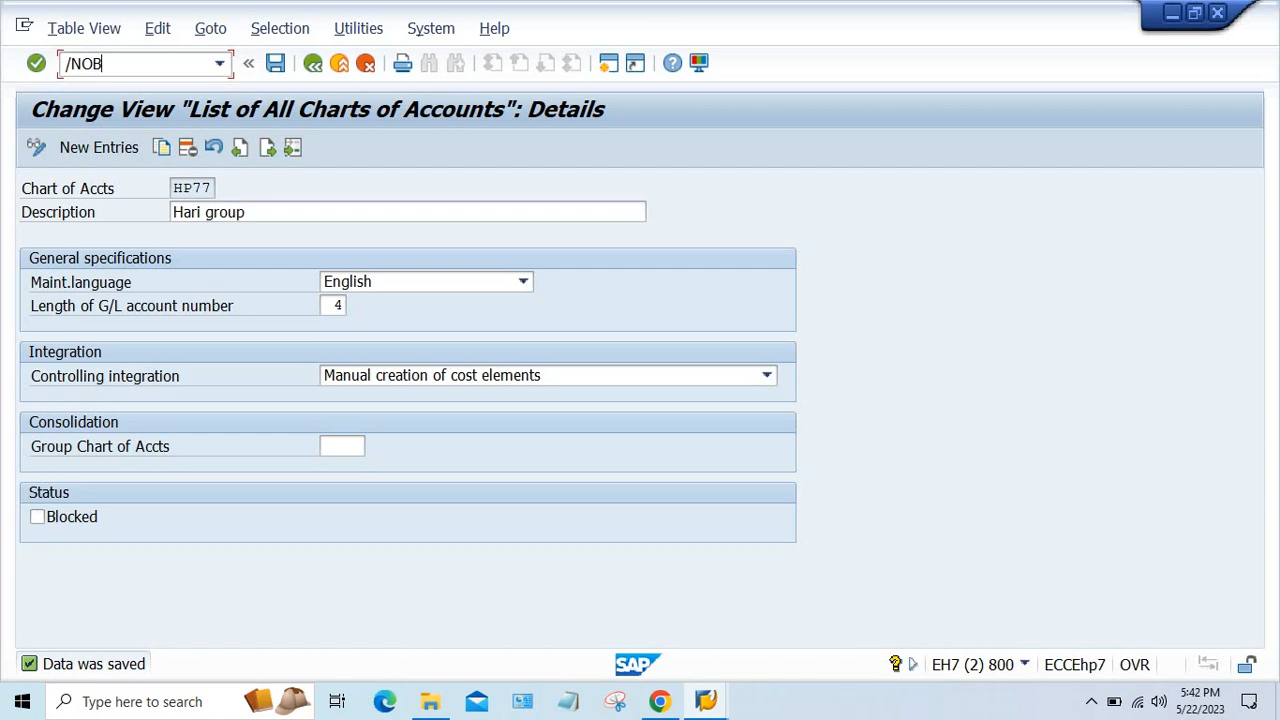 Table View Edit Goto Selection Utilities System Help
/NOB
Change View "List of All Charts of Accounts": Details
New Entries
Chart of Accts HP77
Description Hari group
General specifications
Maint.language English
Length of G/L account number 4
Integration
Controlling integration Manual creation of cost elements
Consolidation
Group Chart of Accts
Status
Blocked
Data was saved SAP EH7 (2) 800 ECCEhp7 OVR
Type here to search 5:42 PM
5/22/2023